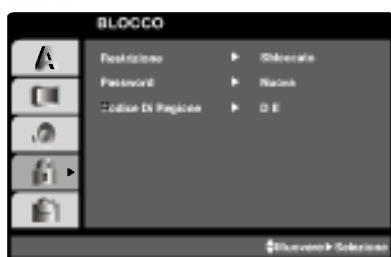 BLOCCO
Restrizione ▶ Sbloccato
Password ▶ Nuova
Codice Di Regione ▶ D E
Muovere ▶ Selezione